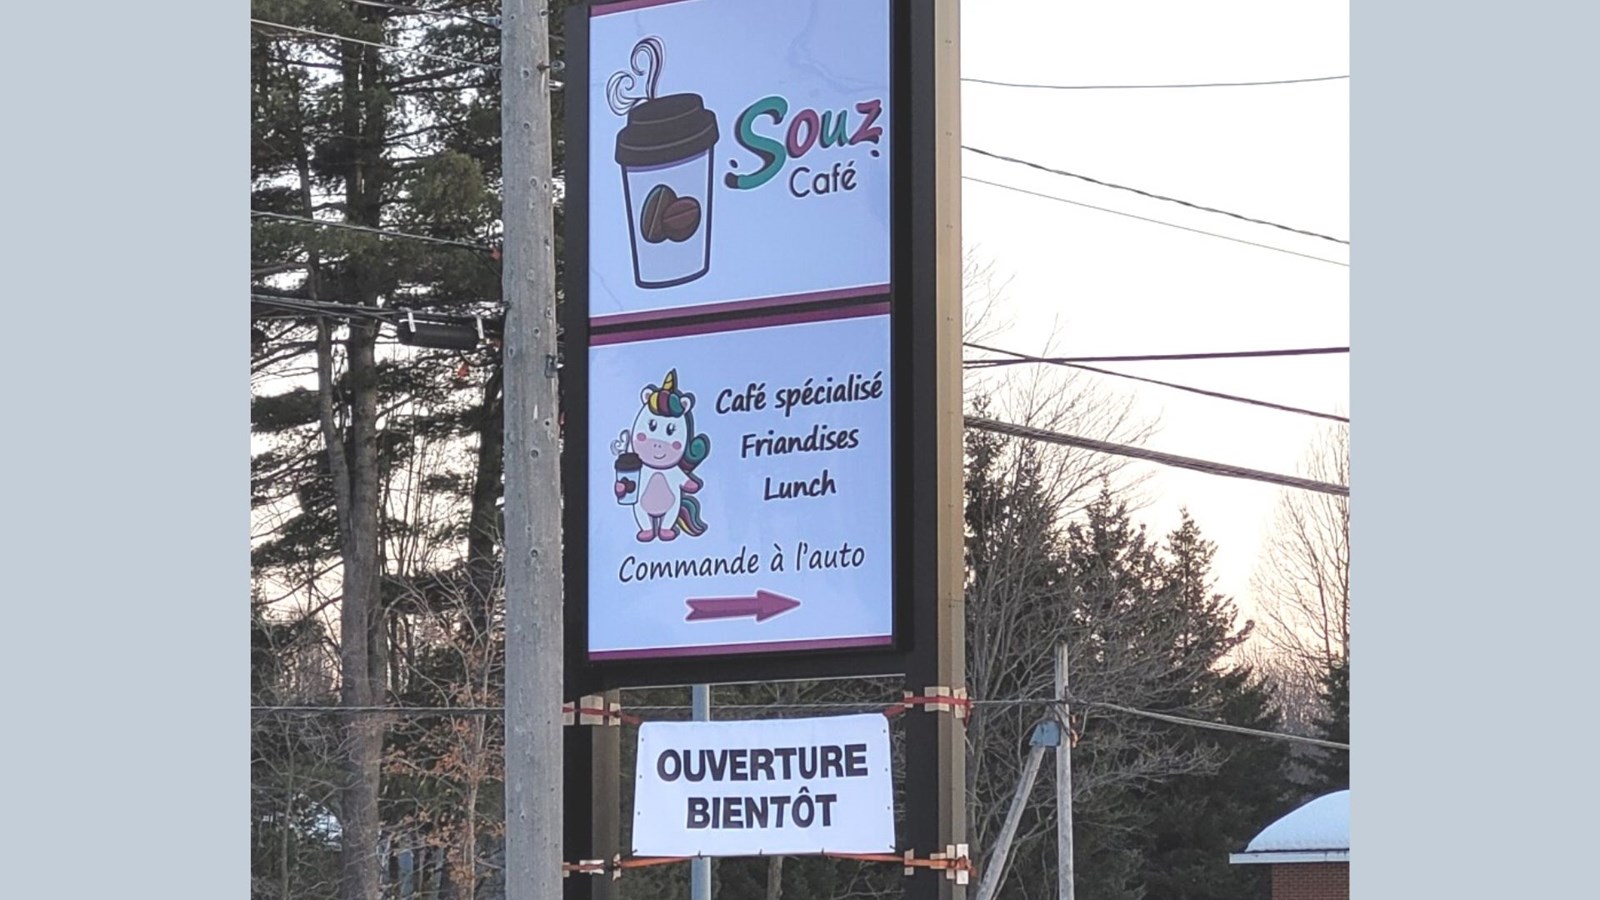 Souz
Café
Café spécialisé
Friandises
Lunch
Commande à l'auto
OUVERTURE
BIENTÔT